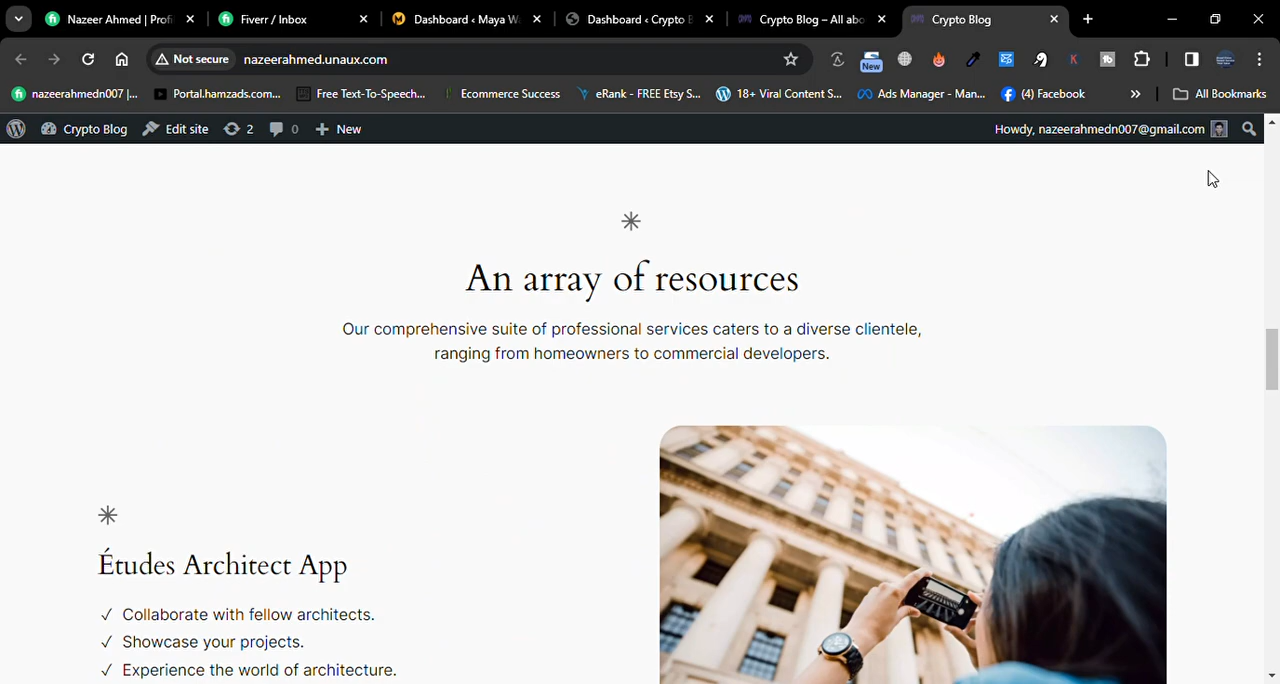 Nazeer Ahmed | Profi
Fiverr / Inbox
Dashboard ‹ Maya W
Dashboard ‹ Crypto B
Crypto Blog – All abo
Crypto Blog
Not secure
nazeerahmed.unaux.com
New
nazeerahmedn007 |...
Portal.hamzads.com...
Free Text-To-Speech...
Ecommerce Success
eRank - FREE Etsy S...
18+ Viral Content S...
Ads Manager - Man...
(4) Facebook
All Bookmarks
Crypto Blog
Edit site
2
0
New
Howdy, nazeerahmedn007@gmail.com
An array of resources
Our comprehensive suite of professional services caters to a diverse clientele,
ranging from homeowners to commercial developers.
Études Architect App
✓ Collaborate with fellow architects.
✓ Showcase your projects.
✓ Experience the world of architecture.